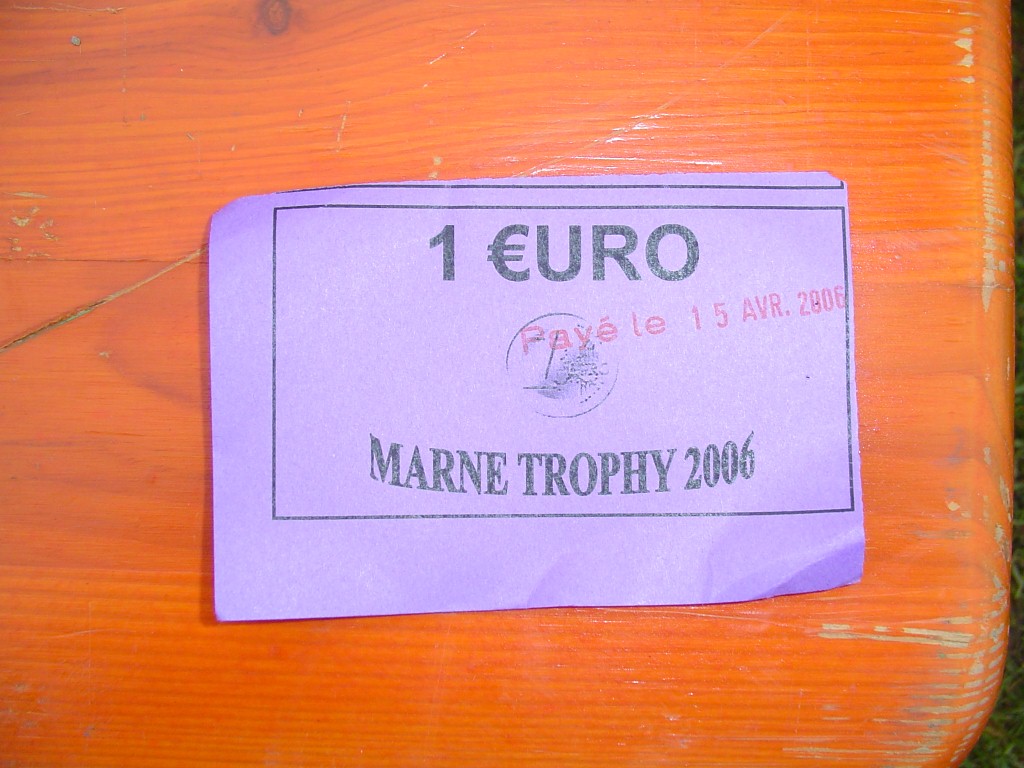 1 €URO
Payé le 15 AVR. 2006
MARNE TROPHY 2006